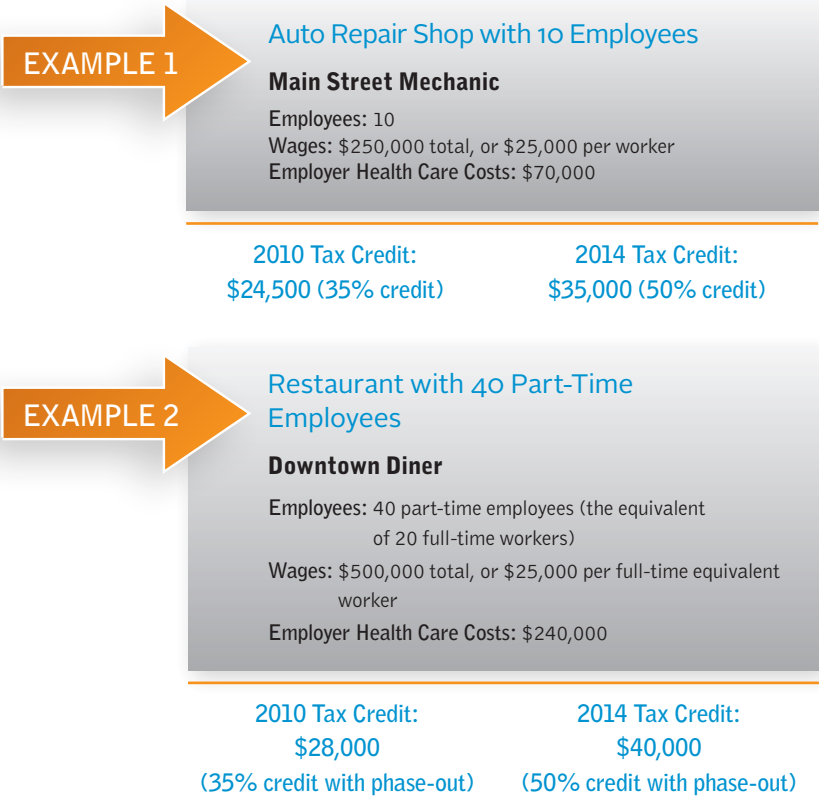 EXAMPLE 1
Auto Repair Shop with 10 Employees
Main Street Mechanic
Employees: 10
Wages: $250,000 total, or $25,000 per worker
Employer Health Care Costs: $70,000
2010 Tax Credit:
$24,500 (35% credit)
2014 Tax Credit:
$35,000 (50% credit)
EXAMPLE 2
Restaurant with 40 Part-Time
Employees
Downtown Diner
Employees: 40 part-time employees (the equivalent
of 20 full-time workers)
Wages: $500,000 total, or $25,000 per full-time equivalent
worker
Employer Health Care Costs: $240,000
2010 Tax Credit:
$28,000
(35% credit with phase-out)
2014 Tax Credit:
$40,000
(50% credit with phase-out)